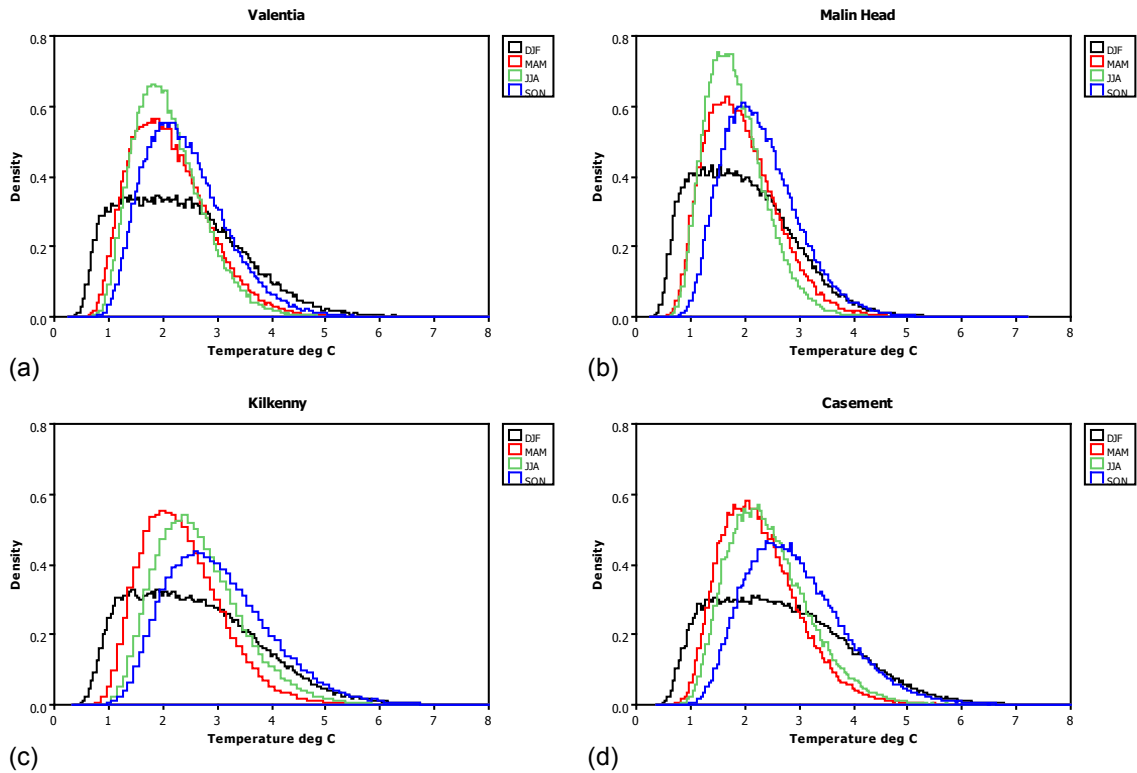 Valentia
0.8
0.6
0.4
0.2
0.0
Density
0 1 2 3 4 5 6 7 8
Temperature deg C
DJF
MAM
JJA
SON
(a)
Malin Head
0.8
0.6
0.4
0.2
0.0
Density
0 1 2 3 4 5 6 7 8
Temperature deg C
DJF
MAM
JJA
SON
(b)
Kilkenny
0.8
0.6
0.4
0.2
0.0
Density
0 1 2 3 4 5 6 7 8
Temperature deg C
DJF
MAM
JJA
SON
(c)
Casement
0.8
0.6
0.4
0.2
0.0
Density
0 1 2 3 4 5 6 7 8
Temperature deg C
DJF
MAM
JJA
SON
(d)